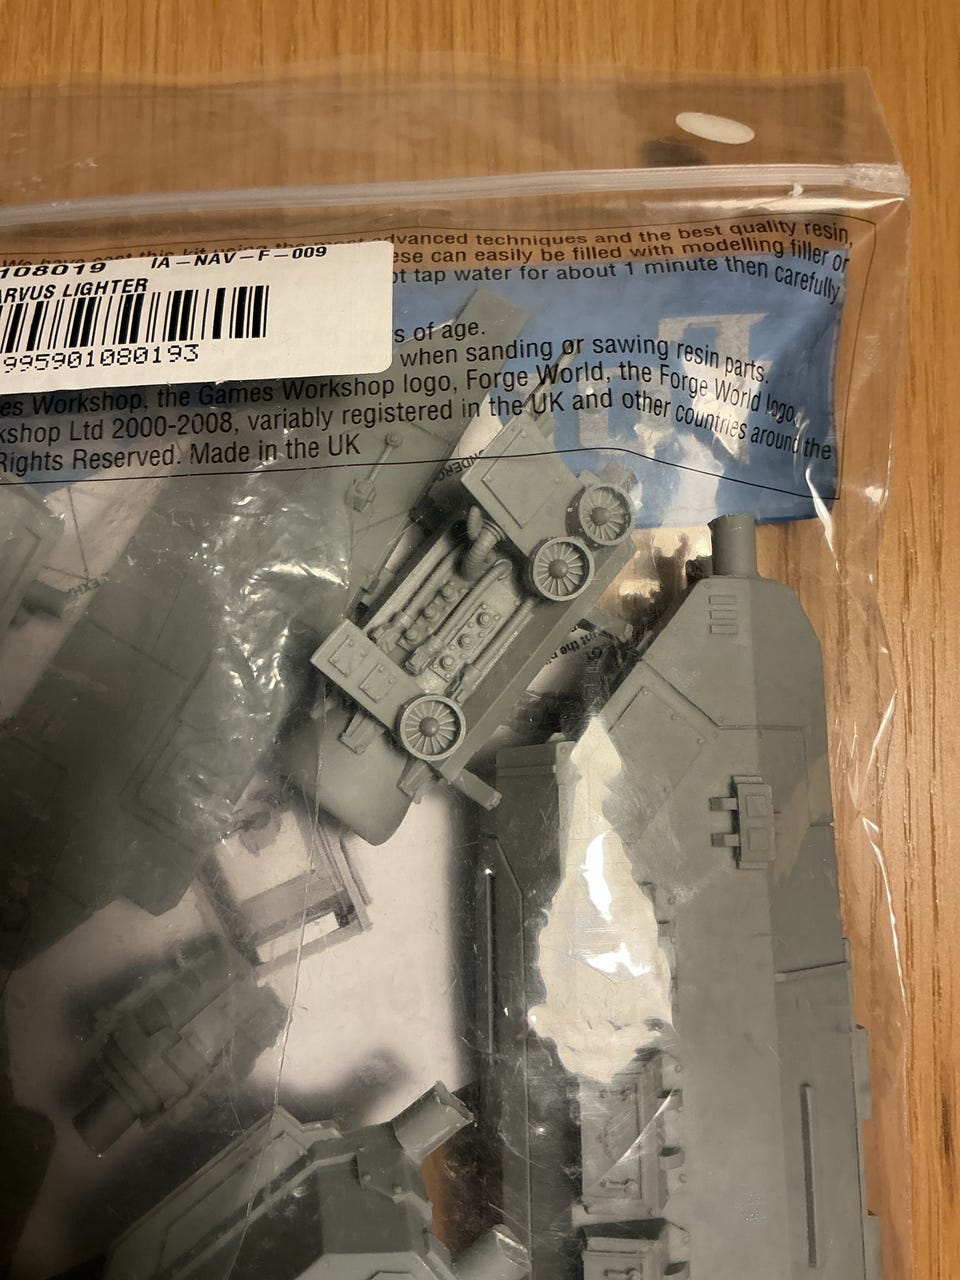 We have cast this kit using the most advanced techniques and the best quality resin,
108019 IA-NAV-F-009
ese can easily be filled with modelling filler or
ARVUS LIGHTER
ot tap water for about 1 minute then carefully
995901080193
s of age.
when sanding or sawing resin parts.
es Workshop, the Games Workshop logo, Forge World, the Forge World logo,
kshop Ltd 2000-2008, variably registered in the UK and other countries around the
Rights Reserved. Made in the UK